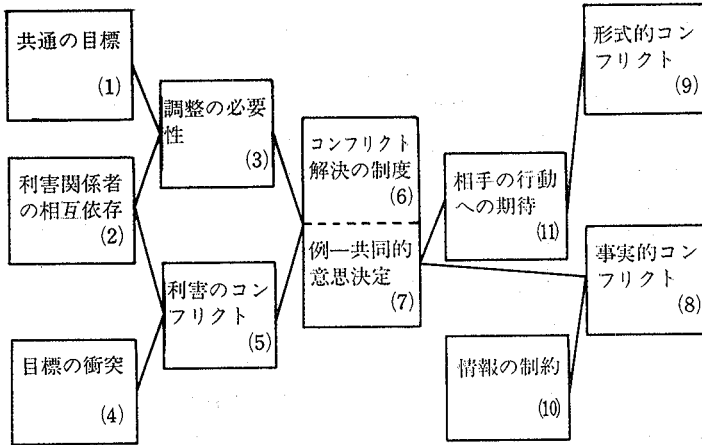 共通の目標
(1)
利害関係者
の相互依存
(2)
目標の衝突
(4)
調整の必要
性
(3)
利害のコン
フリクト
(5)
コンフリクト
解決の制度
(6)
例―共同的
意思決定
(7)
相手の行動
への期待
(11)
情報の制約
(10)
形式的コン
フリクト
(9)
事実的コン
フリクト
(8)